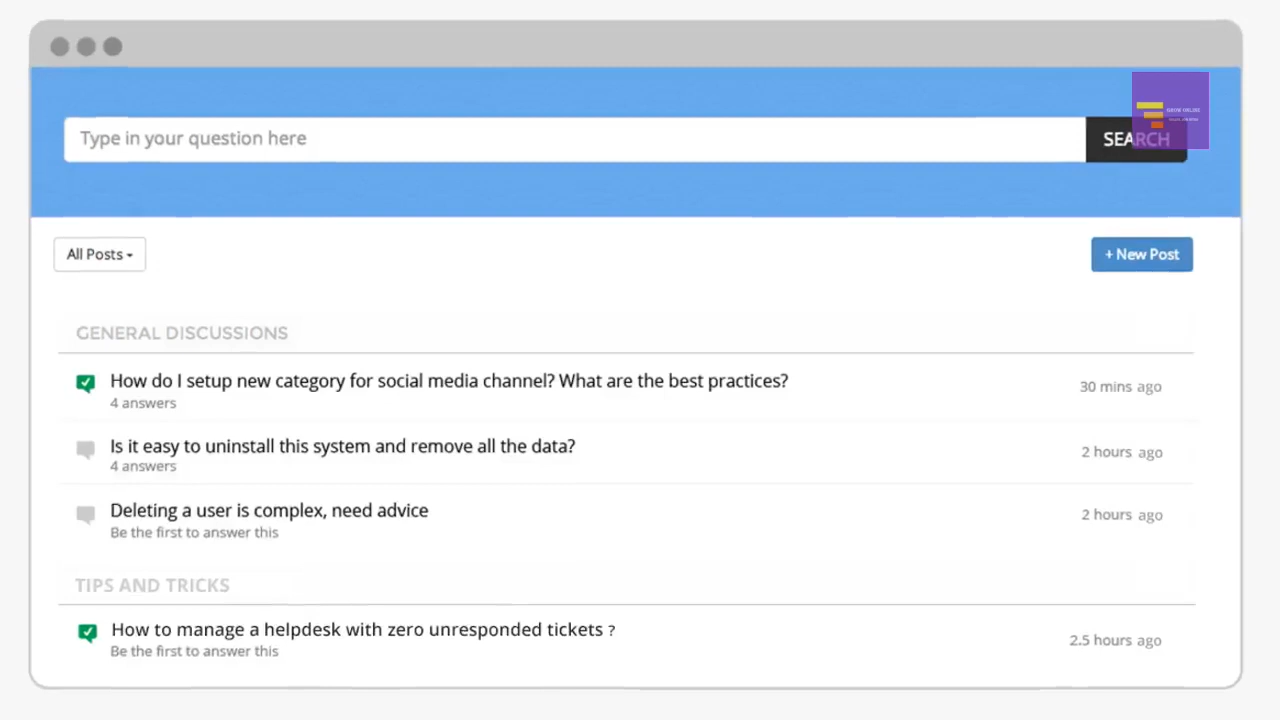 Type in your question here
SEARCH
All Posts
+ New Post
GENERAL DISCUSSIONS
How do I setup new category for social media channel? What are the best practices?
4 answers
30 mins ago
Is it easy to uninstall this system and remove all the data?
4 answers
2 hours ago
Deleting a user is complex, need advice
Be the first to answer this
2 hours ago
TIPS AND TRICKS
How to manage a helpdesk with zero unresponded tickets ?
Be the first to answer this
2.5 hours ago